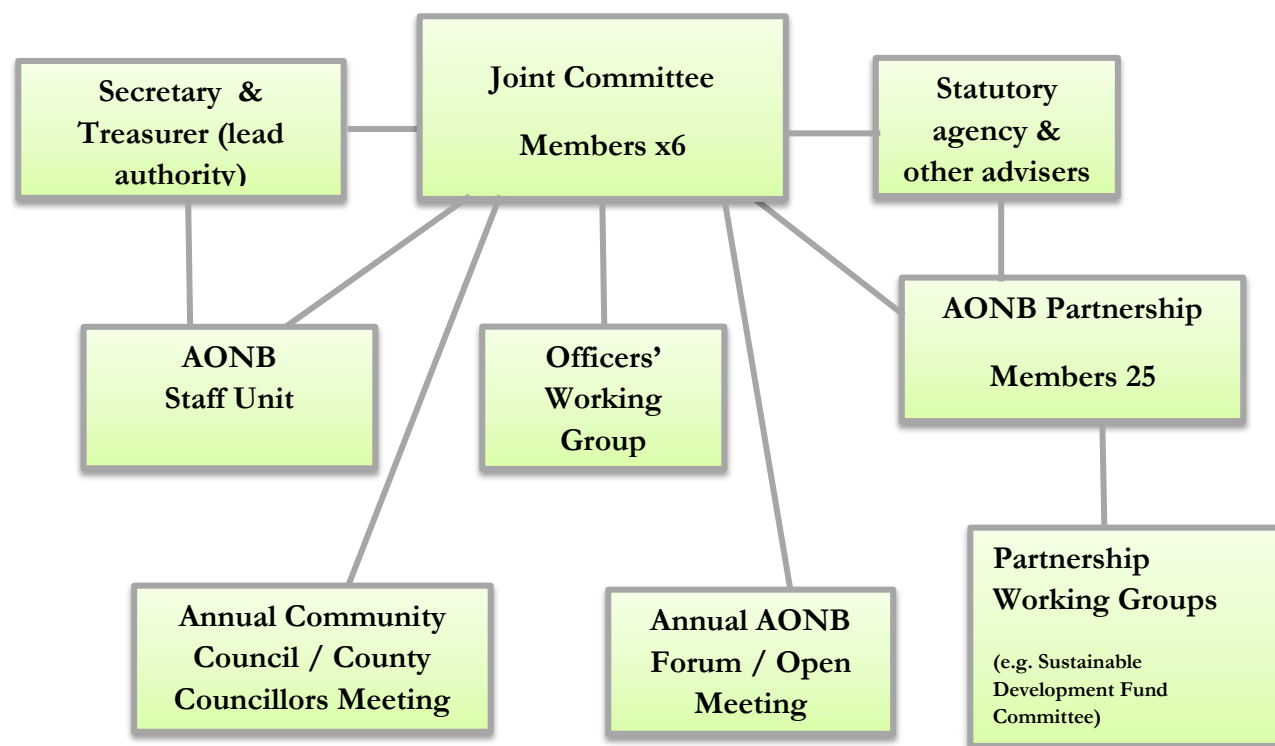 Joint Committee
Members x6
Secretary &
Treasurer (lead
authority)
Statutory
agency &
other advisers
AONB
Staff Unit
Officers’
Working
Group
AONB Partnership
Members 25
Annual Community
Council / County
Councillors Meeting
Annual AONB
Forum / Open
Meeting
Partnership
Working Groups
(e.g. Sustainable
Development Fund
Committee)